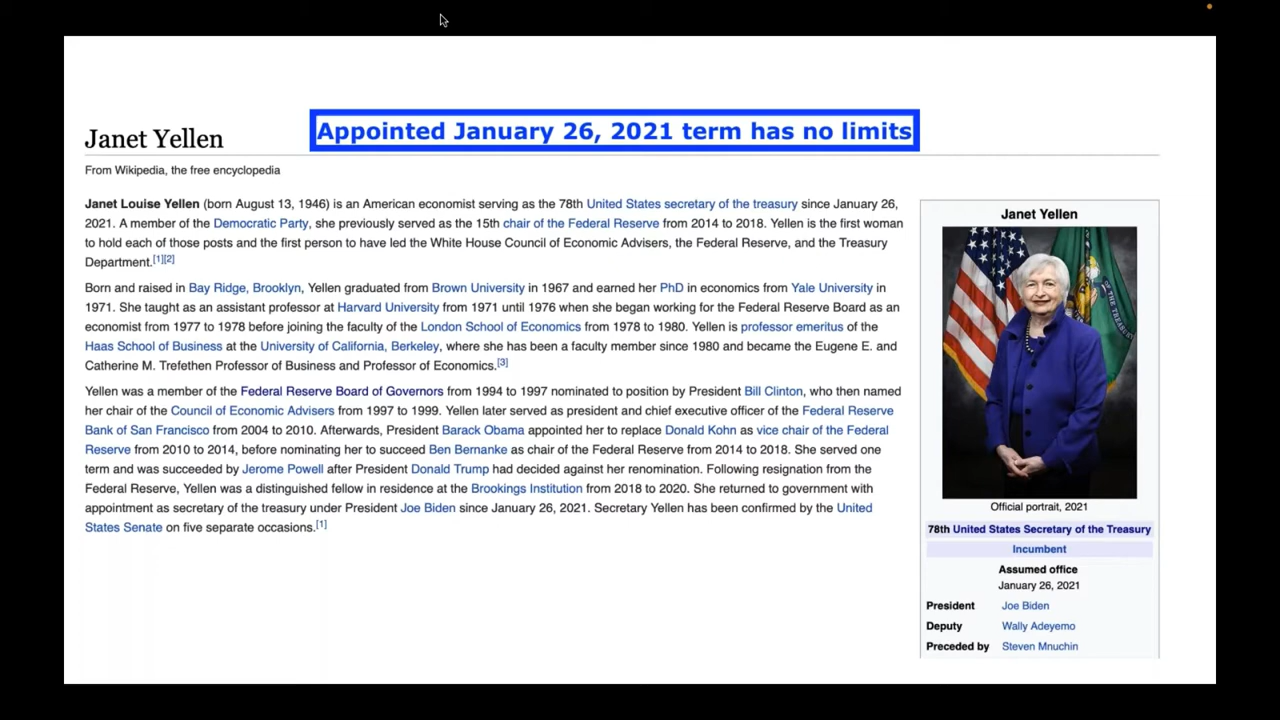 Appointed January 26, 2021 term has no limits
Janet Yellen
From Wikipedia, the free encyclopedia
Janet Louise Yellen (born August 13, 1946) is an American economist serving as the 78th United States secretary of the treasury since January 26,
2021. A member of the Democratic Party, she previously served as the 15th chair of the Federal Reserve from 2014 to 2018. Yellen is the first woman
to hold each of those posts and the first person to have led the White House Council of Economic Advisers, the Federal Reserve, and the Treasury
Department.[1][2]
Born and raised in Bay Ridge, Brooklyn, Yellen graduated from Brown University in 1967 and earned her PhD in economics from Yale University in
1971. She taught as an assistant professor at Harvard University from 1971 until 1976 when she began working for the Federal Reserve Board as an
economist from 1977 to 1978 before joining the faculty of the London School of Economics from 1978 to 1980. Yellen is professor emeritus of the
Haas School of Business at the University of California, Berkeley, where she has been a faculty member since 1980 and became the Eugene E. and
Catherine M. Trefethen Professor of Business and Professor of Economics.[3]
Yellen was a member of the Federal Reserve Board of Governors from 1994 to 1997 nominated to position by President Bill Clinton, who then named
her chair of the Council of Economic Advisers from 1997 to 1999. Yellen later served as president and chief executive officer of the Federal Reserve
Bank of San Francisco from 2004 to 2010. Afterwards, President Barack Obama appointed her to replace Donald Kohn as vice chair of the Federal
Reserve from 2010 to 2014, before nominating her to succeed Ben Bernanke as chair of the Federal Reserve from 2014 to 2018. She served one
term and was succeeded by Jerome Powell after President Donald Trump had decided against her renomination. Following resignation from the
Federal Reserve, Yellen was a distinguished fellow in residence at the Brookings Institution from 2018 to 2020. She returned to government with
appointment as secretary of the treasury under President Joe Biden since January 26, 2021. Secretary Yellen has been confirmed by the United
States Senate on five separate occasions.[1]
Janet Yellen
OF THE TREASURY
Official portrait, 2021
78th United States Secretary of the Treasury
Incumbent
Assumed office
January 26, 2021
President Joe Biden
Deputy Wally Adeyemo
Preceded by Steven Mnuchin